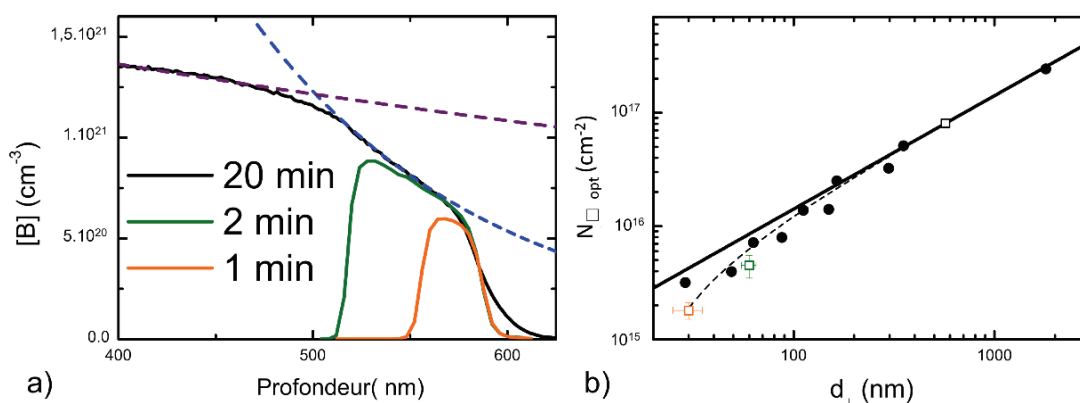 1,5.10²¹
1.10²¹
5.10²⁰
0.0
[B] (cm⁻³)
20 min
2 min
1 min
400
500
600
Profondeur( nm)
a)
10¹⁷
10¹⁶
10¹⁵
N□ opt (cm⁻²)
100
1000
d⊥ (nm)
b)